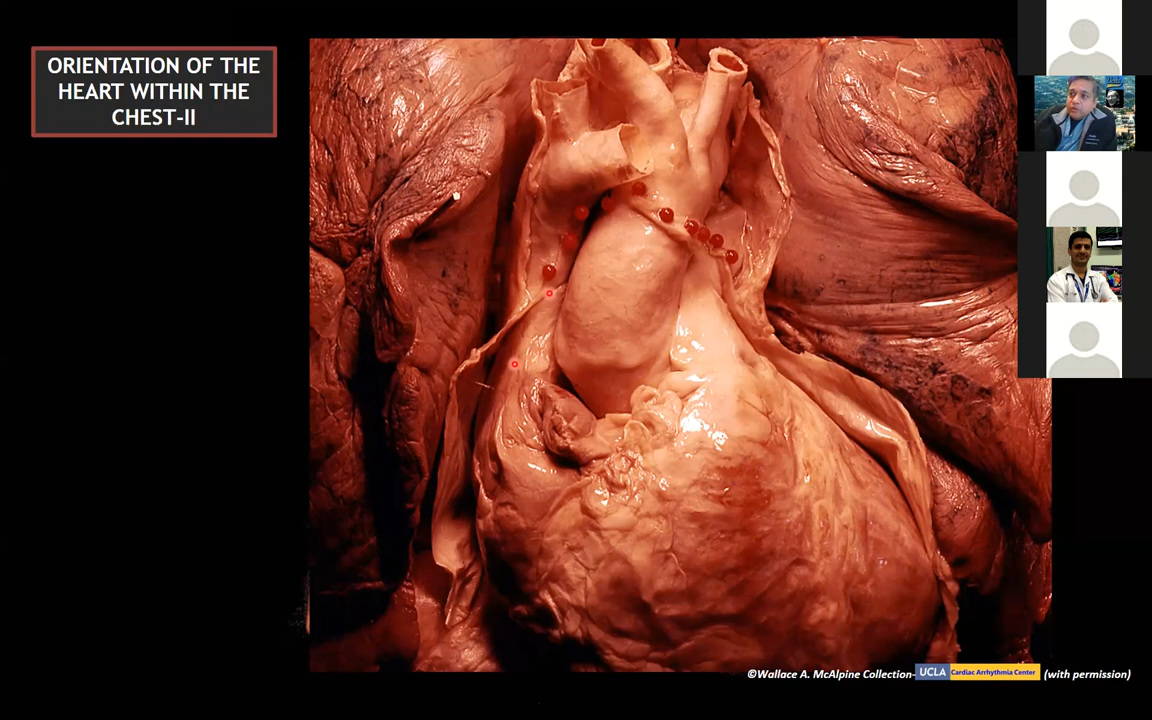 ORIENTATION OF THE
HEART WITHIN THE
CHEST-II
©Wallace A. McAlpine Collection- UCLA Cardiac Arrhythmia Center (with permission)